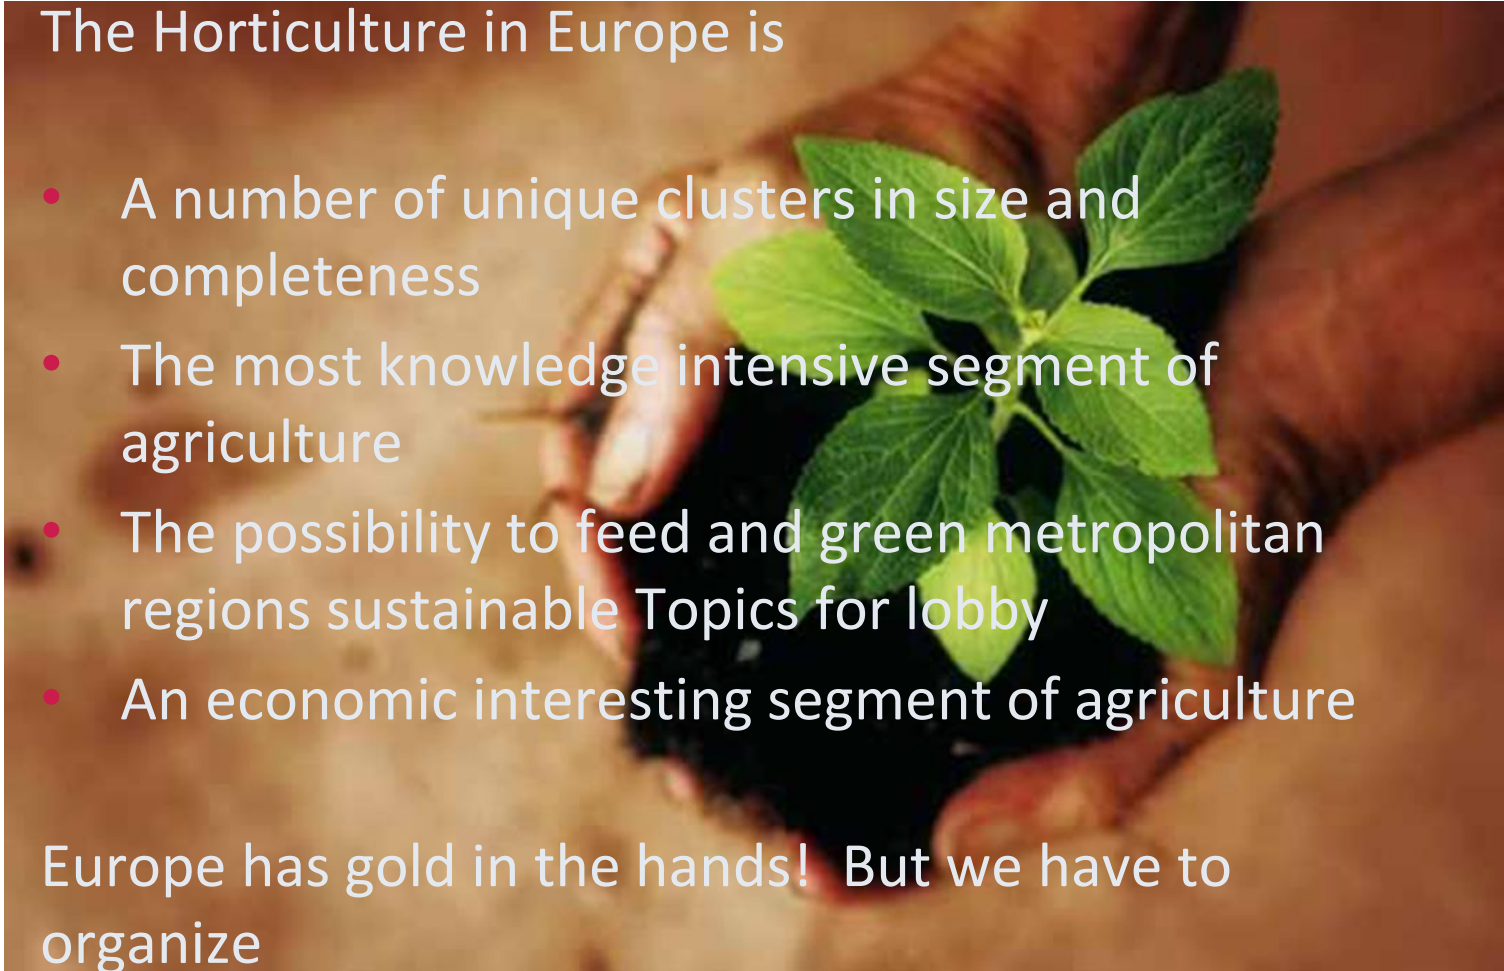 The Horticulture in Europe is
• A number of unique clusters in size and
completeness
• The most knowledge intensive segment of
agriculture
• The possibility to feed and green metropolitan
regions sustainable Topics for lobby
• An economic interesting segment of agriculture
Europe has gold in the hands!  But we have to
organize